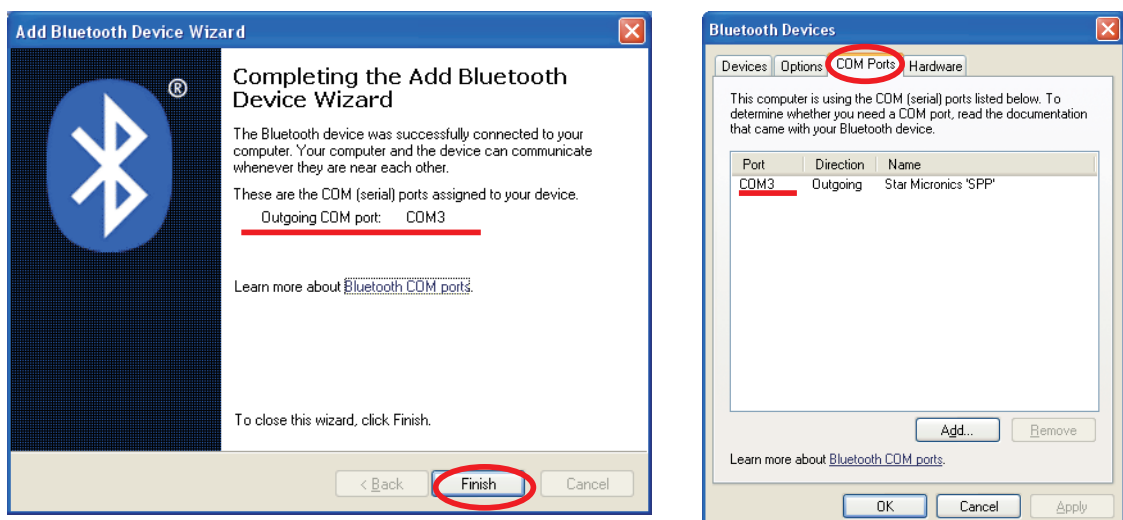 Add Bluetooth Device Wizard
®
Completing the Add Bluetooth
Device Wizard
The Bluetooth device was successfully connected to your
computer. Your computer and the device can communicate
whenever they are near each other.
These are the COM (serial) ports assigned to your device.
Outgoing COM port: COM3
Learn more about Bluetooth COM ports.
To close this wizard, click Finish.
< Back Finish Cancel
Bluetooth Devices
Devices Options COM Ports Hardware
This computer is using the COM (serial) ports listed below. To
determine whether you need a COM port, read the documentation
that came with your Bluetooth device.
Port Direction Name
COM3 Outgoing Star Micronics 'SPP'
Add... Remove
Learn more about Bluetooth COM ports.
OK Cancel Apply